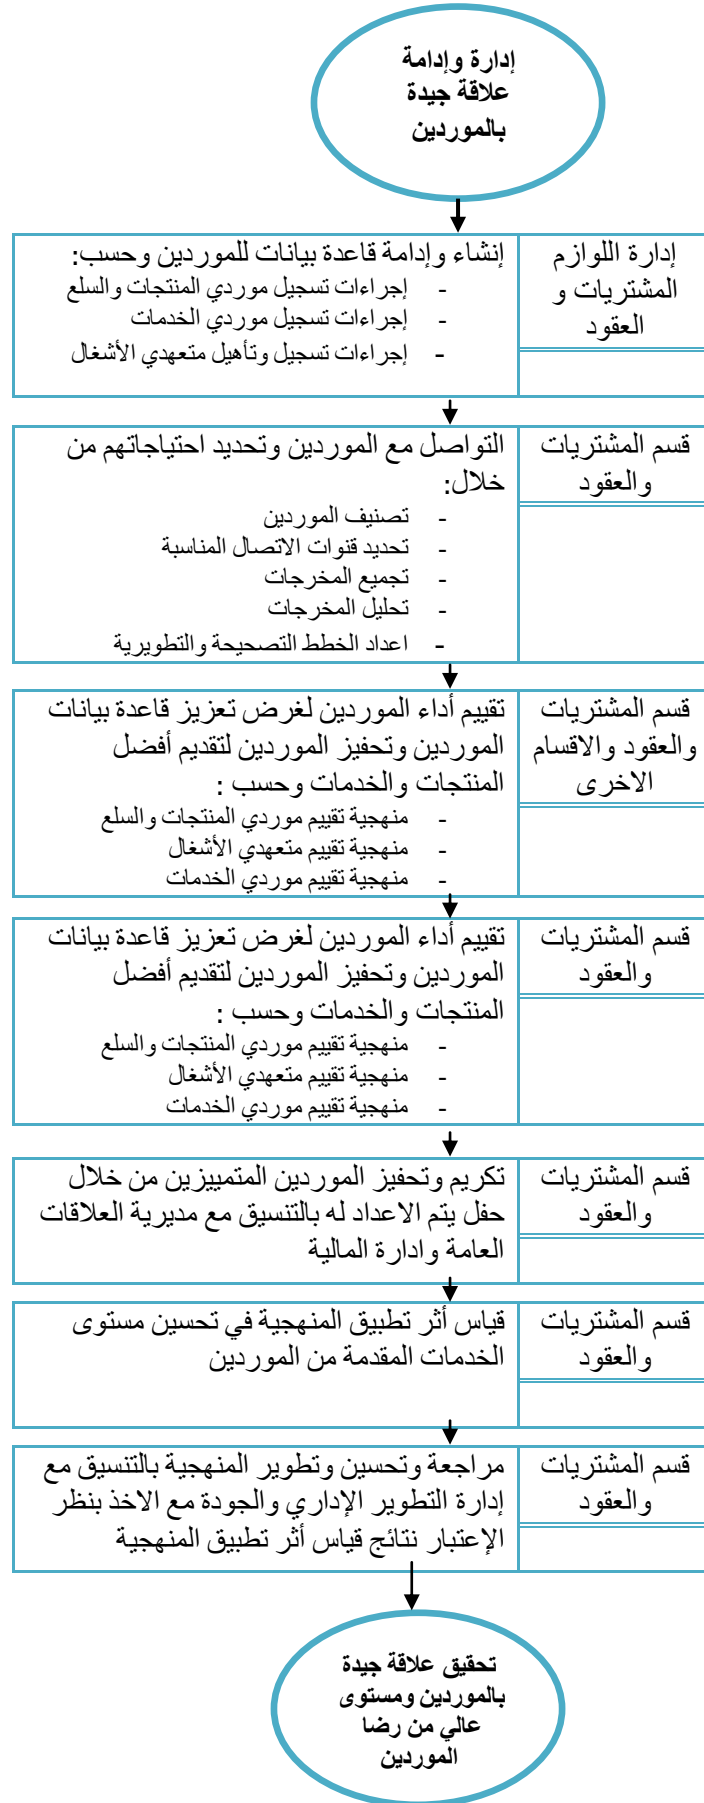 إدارة وإدامة
علاقة جيدة
بالموردين
إدارة اللوازم
المشتريات و
العقود
إنشاء وإدامة قاعدة بيانات للموردين وحسب:
- إجراءات تسجيل موردي المنتجات والسلع
- إجراءات تسجيل موردي الخدمات
- إجراءات تسجيل وتأهيل متعهدي الأشغال
قسم المشتريات
والعقود
التواصل مع الموردين وتحديد احتياجاتهم من
خلال:
- تصنيف الموردين
- تحديد قنوات الاتصال المناسبة
- تجميع المخرجات
- تحليل المخرجات
- اعداد الخطط التصحيحة والتطويرية
قسم المشتريات
والعقود والاقسام
الاخرى
تقييم أداء الموردين لغرض تعزيز قاعدة بيانات
الموردين وتحفيز الموردين لتقديم أفضل
المنتجات والخدمات وحسب :
- منهجية تقييم موردي المنتجات والسلع
- منهجية تقييم متعهدي الأشغال
- منهجية تقييم موردي الخدمات
قسم المشتريات
والعقود
تقييم أداء الموردين لغرض تعزيز قاعدة بيانات
الموردين وتحفيز الموردين لتقديم أفضل
المنتجات والخدمات وحسب :
- منهجية تقييم موردي المنتجات والسلع
- منهجية تقييم متعهدي الأشغال
- منهجية تقييم موردي الخدمات
قسم المشتريات
والعقود
تكريم وتحفيز الموردين المتمييزين من خلال
حفل يتم الاعداد له بالتنسيق مع مديرية العلاقات
العامة وادارة المالية
قسم المشتريات
والعقود
قياس أثر تطبيق المنهجية في تحسين مستوى
الخدمات المقدمة من الموردين
قسم المشتريات
والعقود
مراجعة وتحسين وتطوير المنهجية بالتنسيق مع
إدارة التطوير الإداري والجودة مع الاخذ بنظر
الإعتبار نتائج قياس أثر تطبيق المنهجية
تحقيق علاقة جيدة
بالموردين ومستوى
عالي من رضا
الموردين